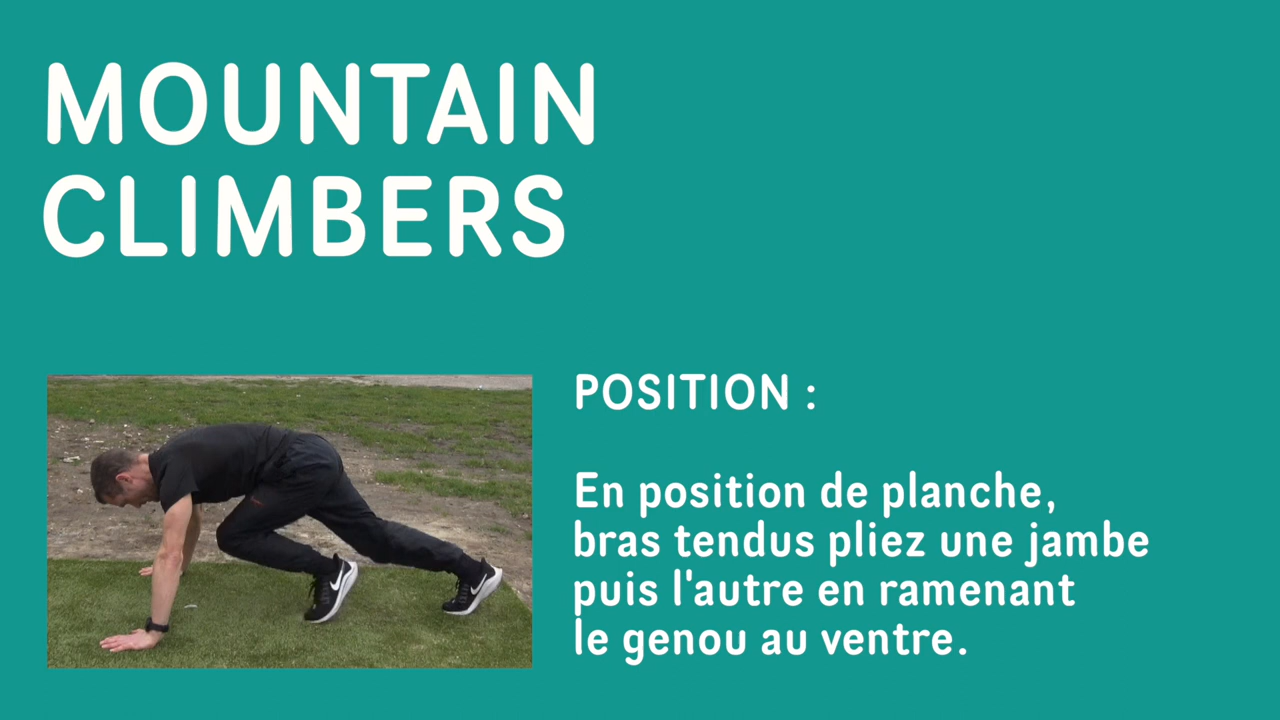 MOUNTAIN
CLIMBERS
POSITION :
En position de planche,
bras tendus pliez une jambe
puis l'autre en ramenant
le genou au ventre.